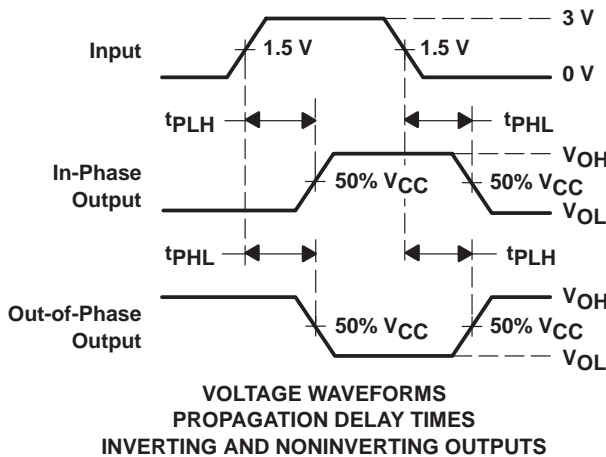 3 V
Input
1.5 V
1.5 V
0 V
tPLH
tPHL
In-Phase
Output
VOH
50% VCC
50% VCC
VOL
tPHL
tPLH
Out-of-Phase
Output
VOH
50% VCC
50% VCC
VOL
VOLTAGE WAVEFORMS
PROPAGATION DELAY TIMES
INVERTING AND NONINVERTING OUTPUTS